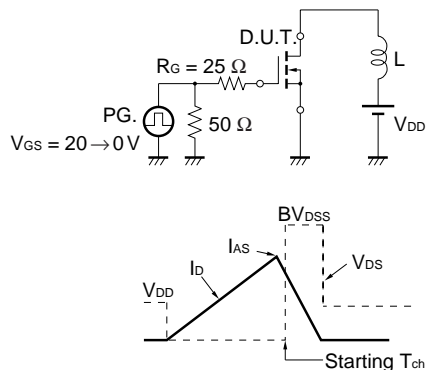 D.U.T.
RG = 25 Ω
L
PG.
50 Ω
VDD
VGS = 20 → 0 V
BVDSS
IAS
ID
VDS
VDD
Starting Tch